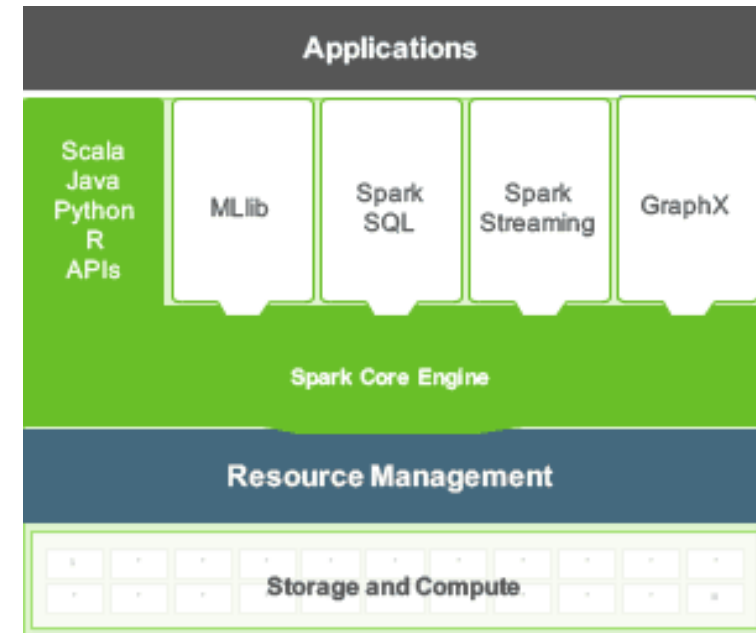 Applications
Scala
Java
Python
R
APIs
MLlib
Spark
SQL
Spark
Streaming
GraphX
Spark Core Engine
Resource Management
Storage and Compute